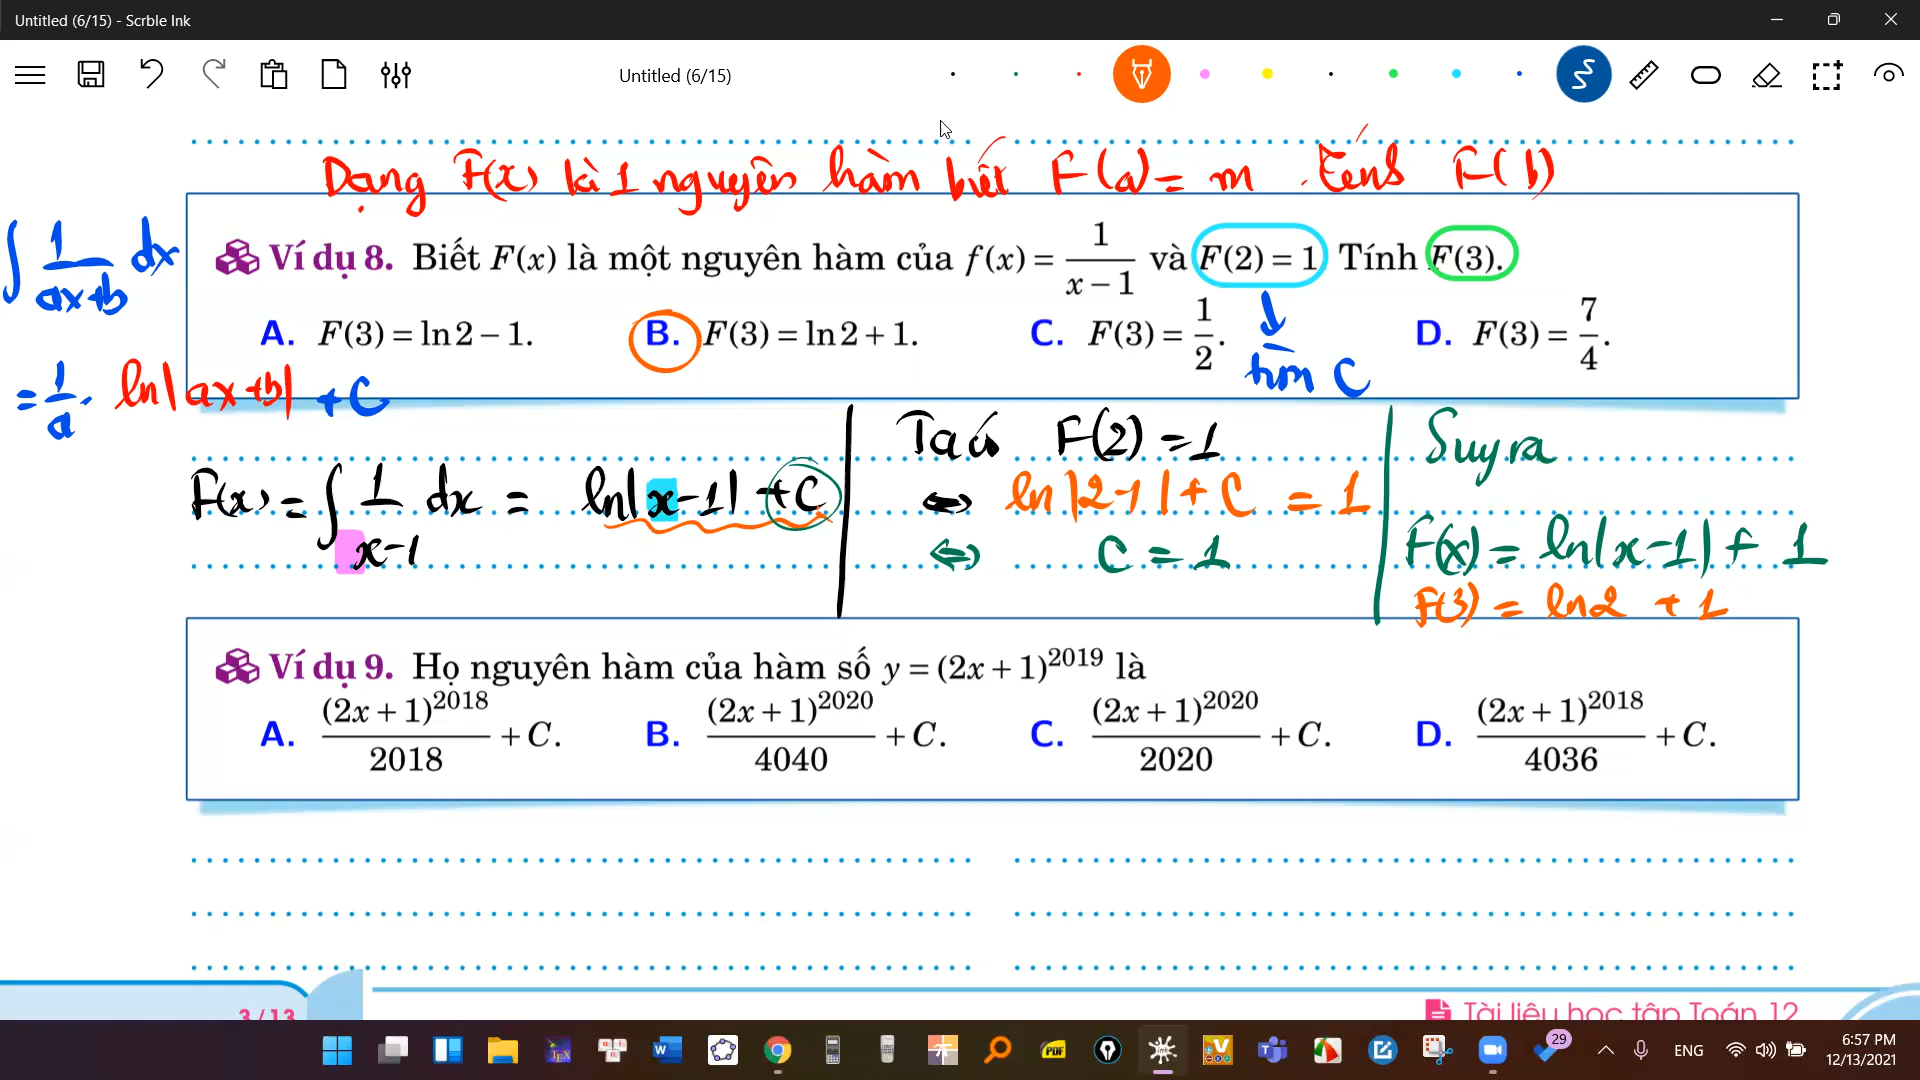 Untitled (6/15) - Scrble Ink
Untitled (6/15)
Dạng F(x) là 1 nguyên hàm biết F(a) = m . Tính F(b)
Ví dụ 8. Biết F(x) là một nguyên hàm của f(x) = 1/(x − 1) và F(2) = 1. Tính F(3).
A. F(3) = ln 2 − 1. B. F(3) = ln 2 + 1. C. F(3) = 1/2. D. F(3) = 7/4.
∫ 1/(ax+b) dx
= 1/a . ln|ax+b| + C
tìm C
F(x) = ∫ 1/(x−1) dx = ln|x−1| + C
Ta có F(2) = 1
⇔ ln|2−1| + C = 1
⇔ C = 1
Suy ra
F(x) = ln|x−1| + 1
F(3) = ln2 + 1
Ví dụ 9. Họ nguyên hàm của hàm số y = (2x + 1)^2019 là
A. (2x + 1)^2018/2018 + C. B. (2x + 1)^2020/4040 + C. C. (2x + 1)^2020/2020 + C. D. (2x + 1)^2018/4036 + C.
3/13
Tài liệu học tập Toán 12
29
ENG
6:57 PM
12/13/2021